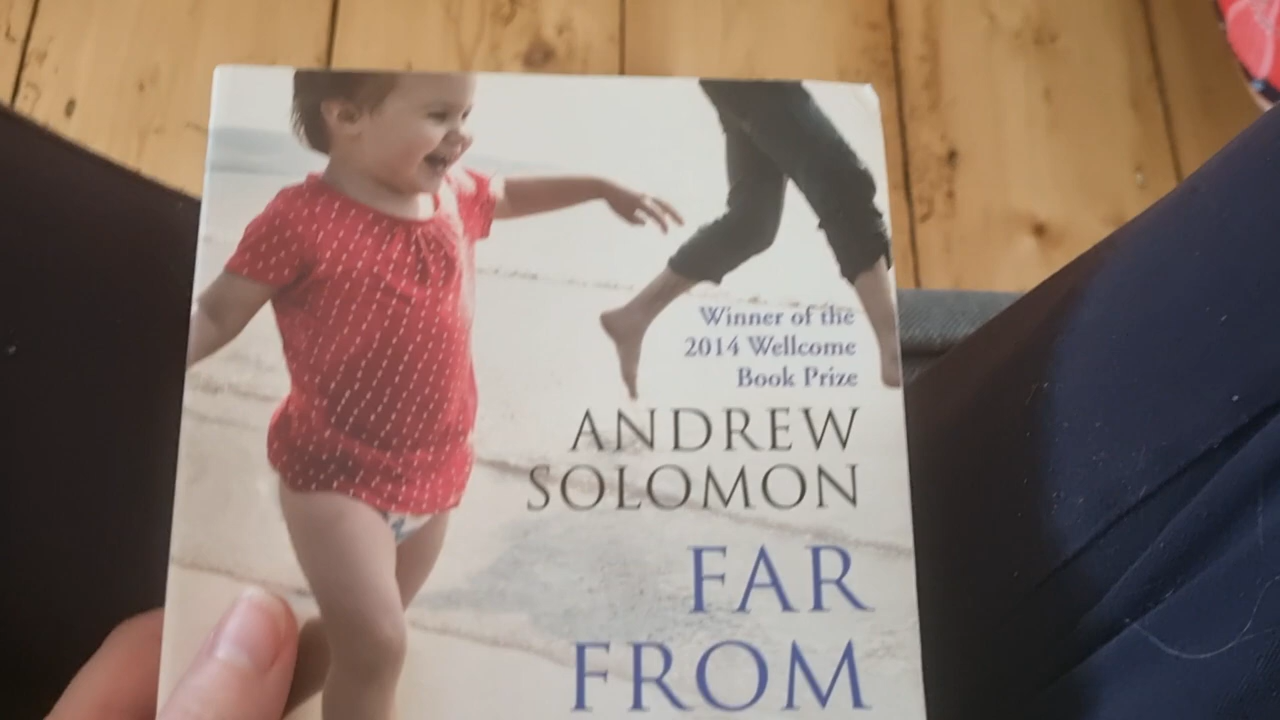 Winner of the
2014 Wellcome
Book Prize
ANDREW
SOLOMON
FAR
FROM